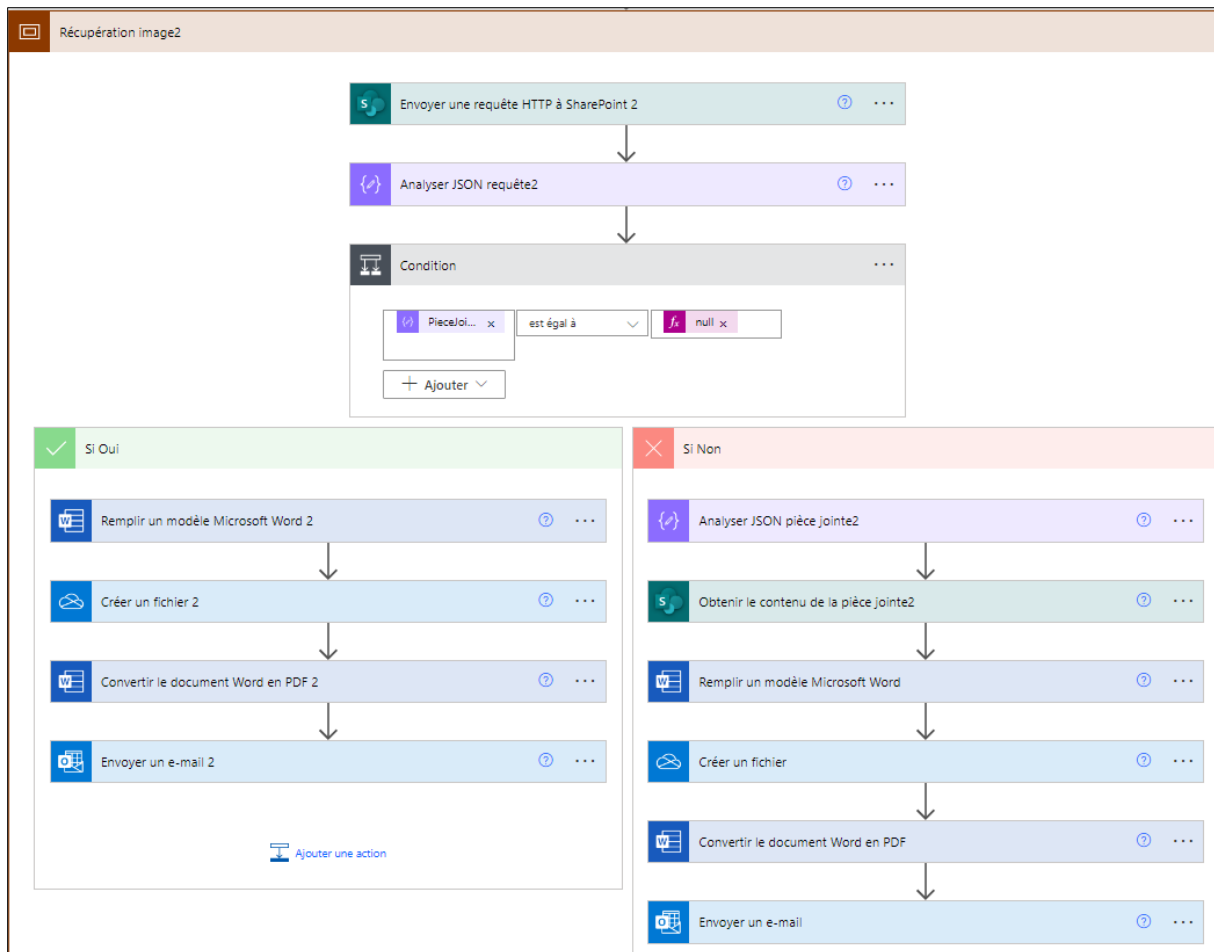 Récupération image2
Envoyer une requête HTTP à SharePoint 2
Analyser JSON requête2
Condition
PieceJoi... x
est égal à
fx null x
+ Ajouter
Si Oui
Remplir un modèle Microsoft Word 2
Créer un fichier 2
Convertir le document Word en PDF 2
Envoyer un e-mail 2
Ajouter une action
Si Non
Analyser JSON pièce jointe2
Obtenir le contenu de la pièce jointe2
Remplir un modèle Microsoft Word
Créer un fichier
Convertir le document Word en PDF
Envoyer un e-mail